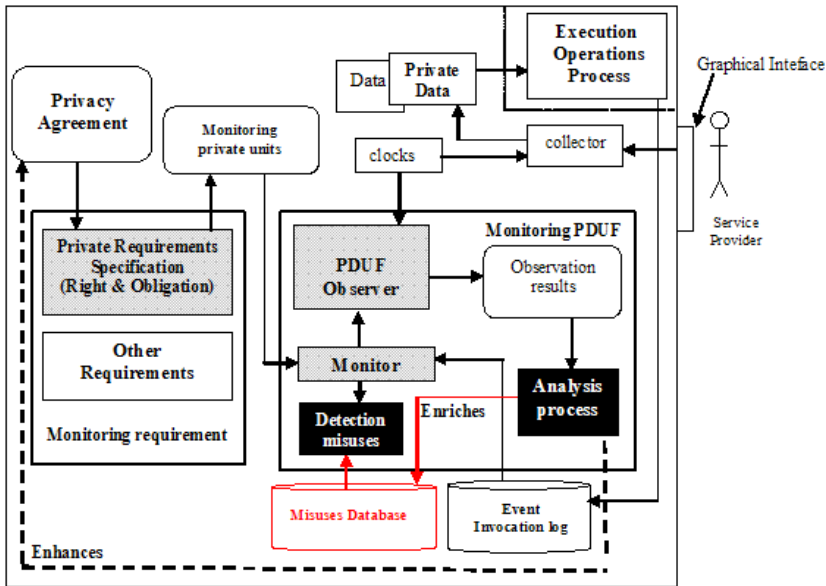 Execution
Operations
Process
Graphical Inteface
Data
Private
Data
Privacy
Agreement
Monitoring
private units
clocks
collector
Service
Provider
Monitoring PDUF
Private Requirements
Specification
(Right & Obligation)
PDUF
Observer
Observation
results
Other
Requirements
Monitor
Analysis
process
Enriches
Detection
misuses
Monitoring requirement
Misuses Database
Event
Invocation log
Enhances